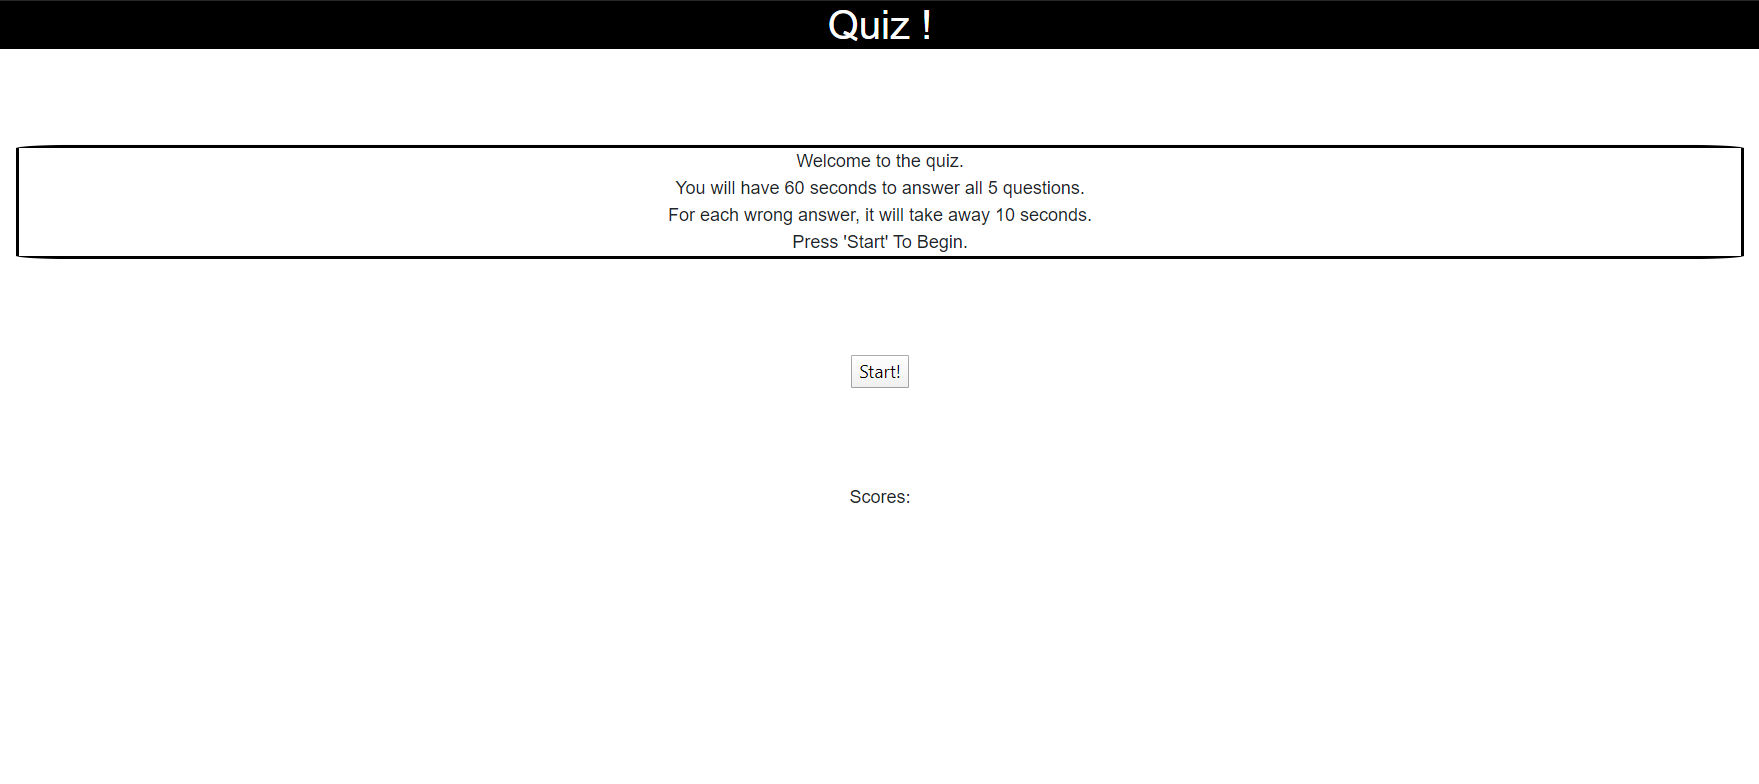 Quiz !
Welcome to the quiz.
You will have 60 seconds to answer all 5 questions.
For each wrong answer, it will take away 10 seconds.
Press 'Start' To Begin.
Start!
Scores: